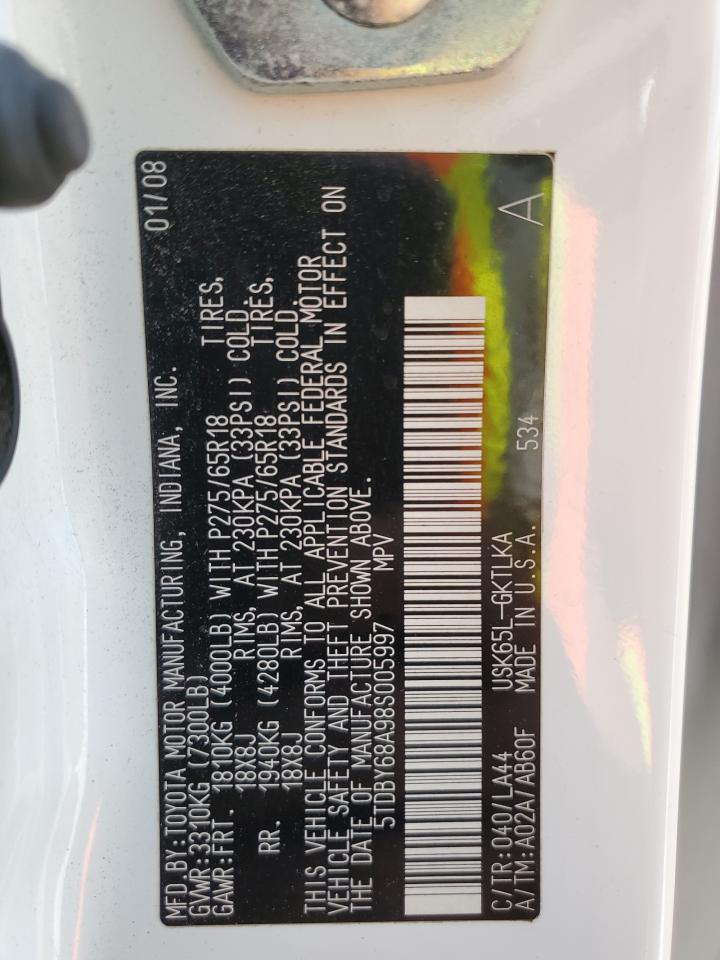 MFD.BY:TOYOTA MOTOR MANUFACTURING, INDIANA, INC. 01/08
GVWR:3310KG (7300LB)
GAWR:FRT. 1810KG (4000LB) WITH P275/65R18 TIRES,
18X8J RIMS, AT 230KPA (33PSI) COLD
RR. 1940KG (4280LB) WITH P275/65R18 TIRES,
18X8J RIMS, AT 230KPA (33PSI) COLD
THIS VEHICLE CONFORMS TO ALL APPLICABLE FEDERAL MOTOR
VEHICLE SAFETY AND THEFT PREVENTION STANDARDS IN EFFECT ON
THE DATE OF MANUFACTURE SHOWN ABOVE.
5TDBY68A98S005997 MPV
C/TR:040/LA44 USK65L-GKTLKA
A/TM:A02A/AB60F MADE IN U.S.A. 534 A